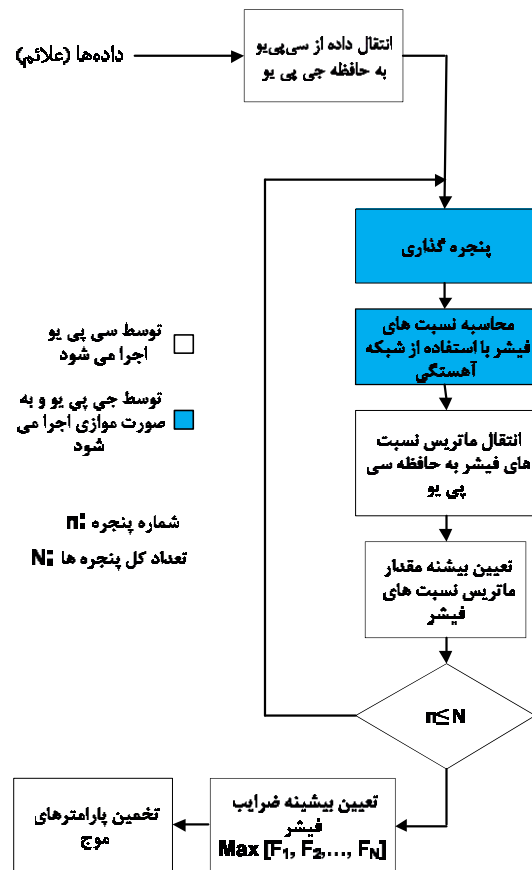 داده‌ها (علائم)
انتقال داده از سی‌پی‌یو
به حافظه جی پی یو
پنجره گذاری
محاسبه نسبت های
فیشر با استفاده از شبکه
آهستگی
انتقال ماتریس نسبت
های فیشر به حافظه سی
پی یو
تعیین بیشنه مقدار
ماتریس نسبت های
فیشر
n≤ N
تعیین بیشینه ضرایب
فیشر
Max [F1, F2,..., FN]
تخمین پارامترهای
موج
توسط سی پی یو
اجرا می شود
توسط جی پی یو و به
صورت موازی اجرا می
شود
n: شماره پنجره
N: تعداد کل پنجره ها